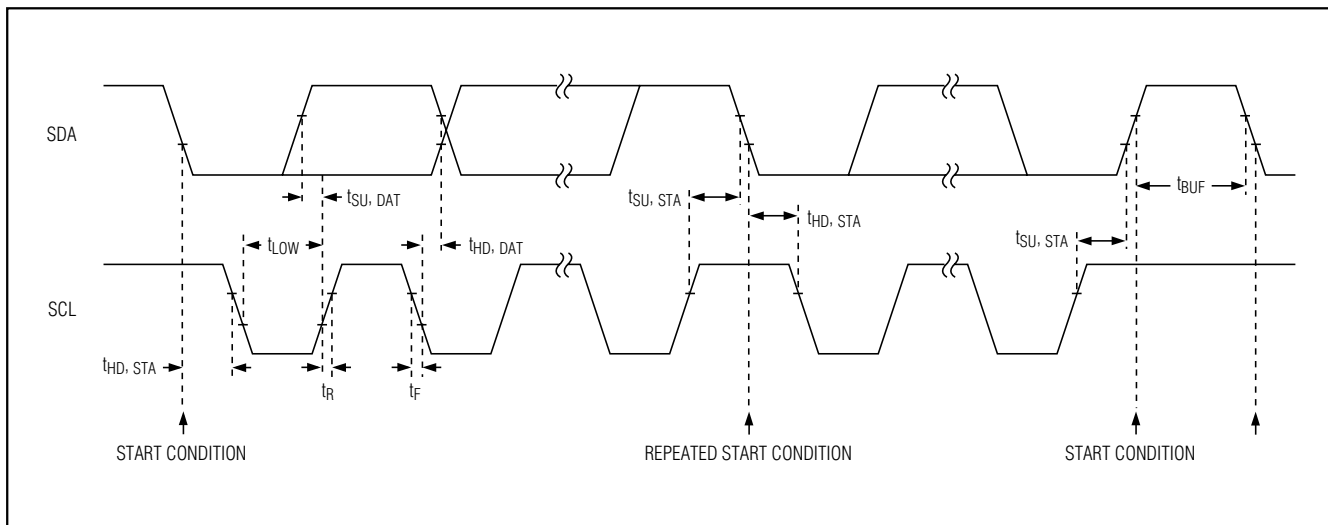 SDA
tSU, DAT
tSU, STA
tBUF
tHD, STA
tLOW
tHD, DAT
tSU, STA
SCL
tHD, STA
tR
tF
START CONDITION
REPEATED START CONDITION
START CONDITION